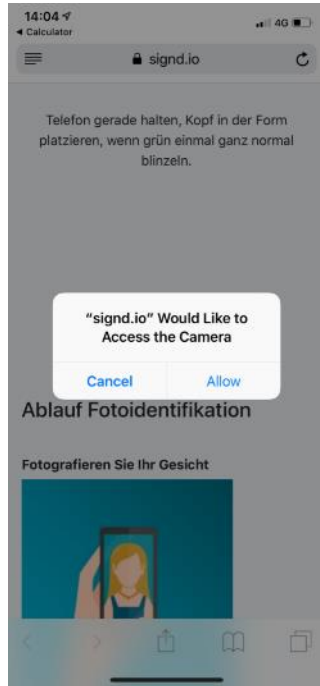 14:04
◀ Calculator
4G
signd.io
Telefon gerade halten, Kopf in der Form
platzieren, wenn grün einmal ganz normal
blinzeln.
“signd.io” Would Like to
Access the Camera
Cancel
Allow
Ablauf Fotoidentifikation
Fotografieren Sie Ihr Gesicht